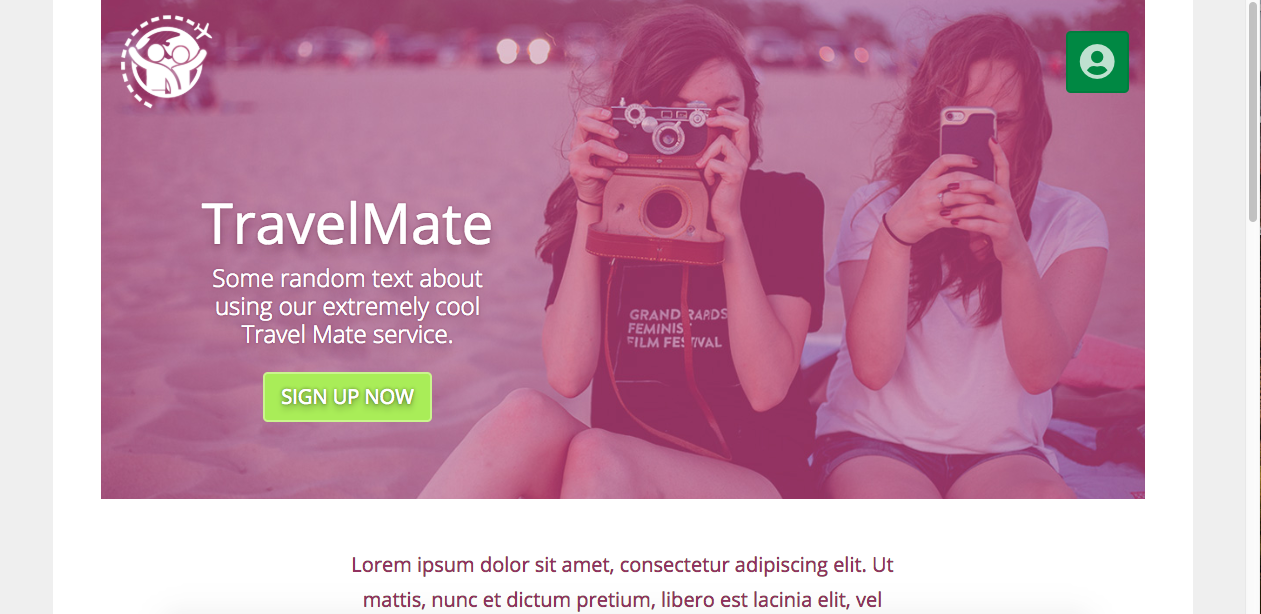 TravelMate
Some random text about
using our extremely cool
Travel Mate service.
SIGN UP NOW
GRAND RAPIDS
FEMINIST
FILM FESTIVAL
Lorem ipsum dolor sit amet, consectetur adipiscing elit. Ut
mattis, nunc et dictum pretium, libero est lacinia elit, vel